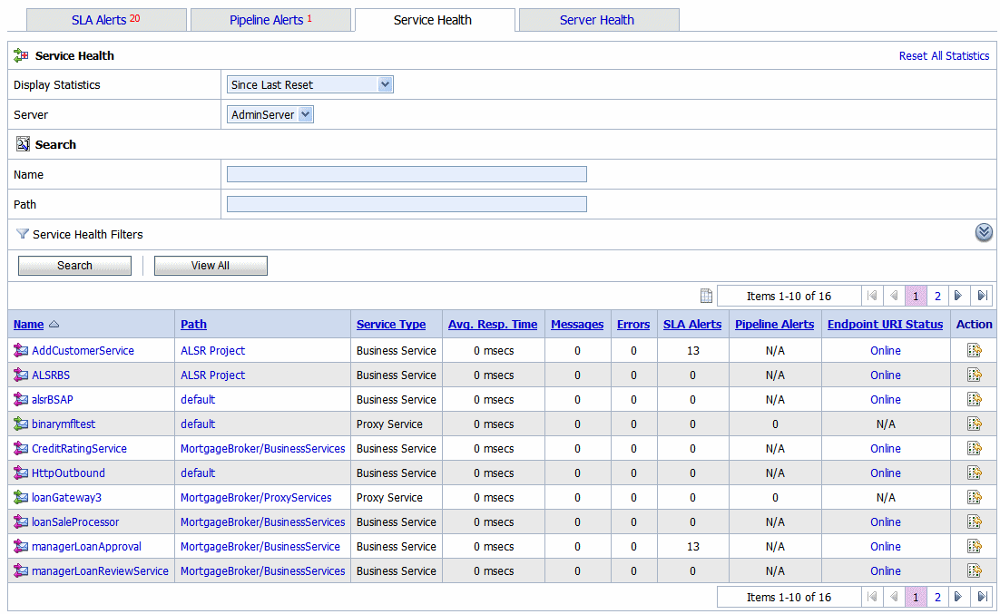 SLA Alerts 20 Pipeline Alerts 1 Service Health Server Health
Service Health Reset All Statistics
Display Statistics Since Last Reset
Server AdminServer
Search
Name
Path
Service Health Filters
Search View All
Items 1-10 of 16 1 2
Name Path Service Type Avg. Resp. Time Messages Errors SLA Alerts Pipeline Alerts Endpoint URI Status Action
AddCustomerService ALSR Project Business Service 0 msecs 0 0 13 N/A Online
ALSRBS ALSR Project Business Service 0 msecs 0 0 0 N/A Online
alsrBSAP default Business Service 0 msecs 0 0 0 N/A Online
binarymfltest default Proxy Service 0 msecs 0 0 0 0 N/A
CreditRatingService MortgageBroker/BusinessServices Business Service 0 msecs 0 0 0 N/A Online
HttpOutbound default Business Service 0 msecs 0 0 0 N/A Online
loanGateway3 MortgageBroker/ProxyServices Proxy Service 0 msecs 0 0 0 0 N/A
loanSaleProcessor MortgageBroker/BusinessServices Business Service 0 msecs 0 0 0 N/A Online
managerLoanApproval MortgageBroker/BusinessService Business Service 0 msecs 0 0 13 N/A Online
managerLoanReviewService MortgageBroker/BusinessServices Business Service 0 msecs 0 0 0 N/A Online
Items 1-10 of 16 1 2